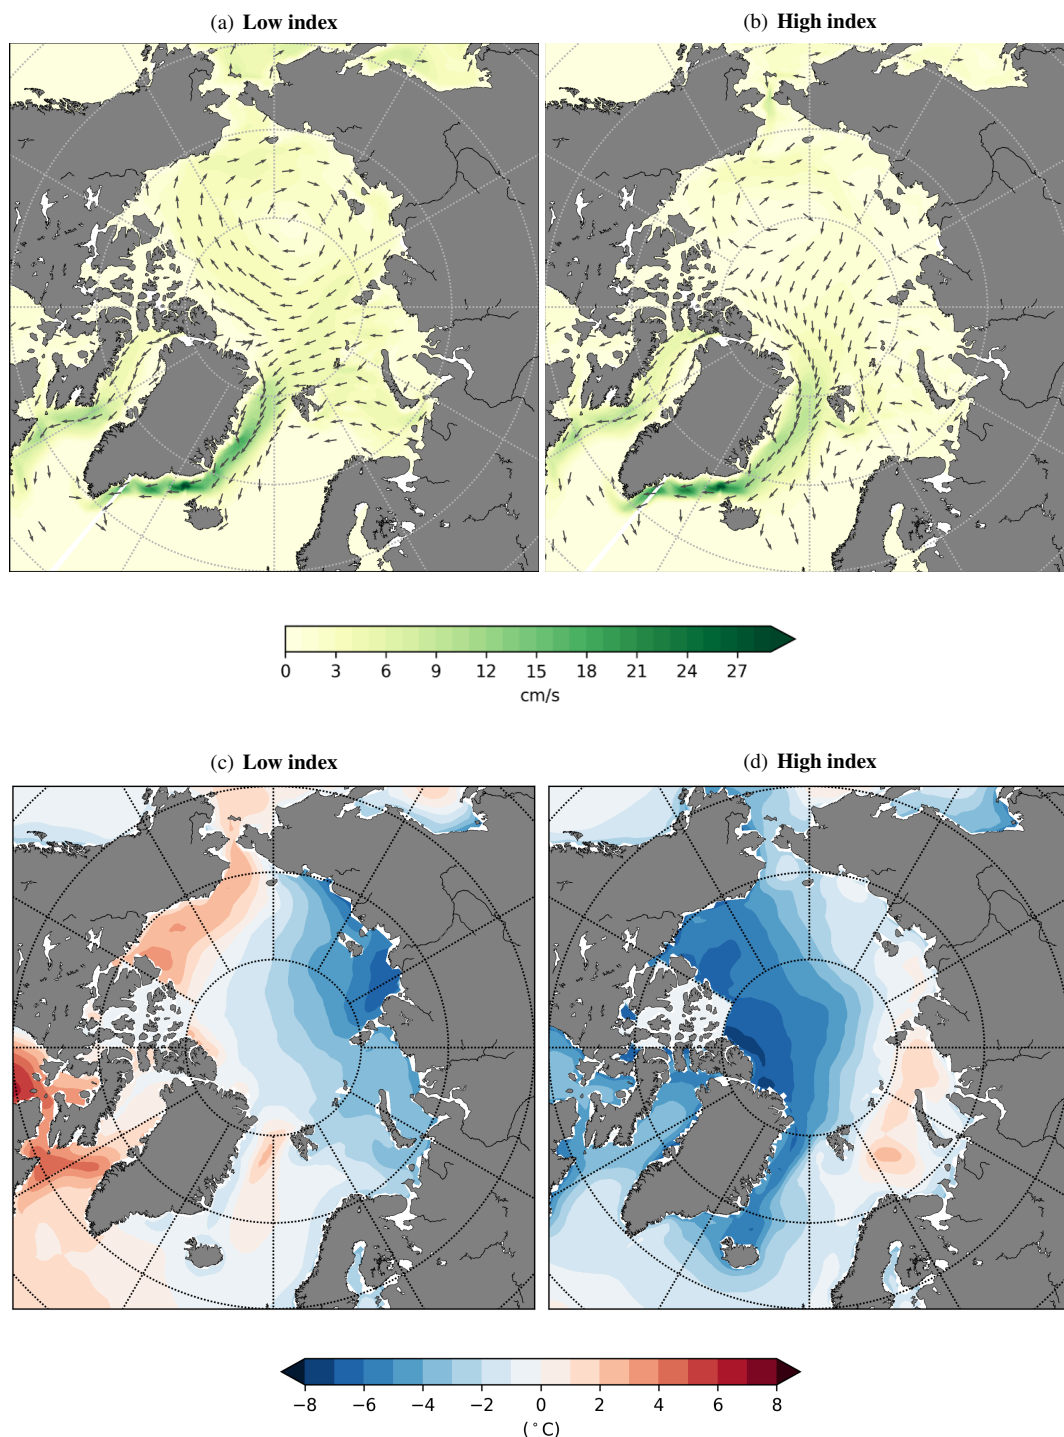 (a) Low index
(b) High index
0 3 6 9 12 15 18 21 24 27
cm/s
(c) Low index
(d) High index
−8 −6 −4 −2 0 2 4 6 8
(°C)